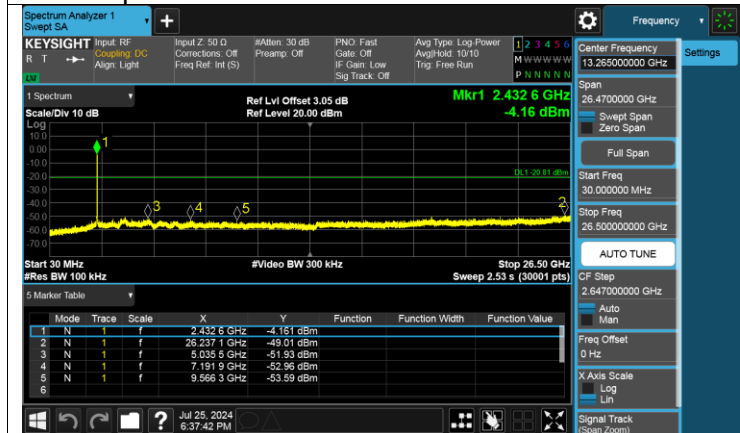 Spectrum Analyzer 1
Swept SA
Frequency
KEYSIGHT
R T
Input: RF
Coupling: DC
Align: Light
Input Z: 50 Ω
Corrections: Off
Freq Ref: Int (S)
#Atten: 30 dB
Preamp: Off
PNO: Fast
Gate: Off
IF Gain: Low
Sig Track: Off
Avg Type: Log-Power
Avg|Hold: 10/10
Trig: Free Run
1 2 3 4 5 6
M W W W W W
P N N N N N
1 Spectrum
Scale/Div 10 dB
Ref Lvl Offset 3.05 dB
Ref Level 20.00 dBm
Mkr1 2.432 6 GHz
-4.16 dBm
Log
10.0
0.00
-10.0
-20.0
-30.0
-40.0
-50.0
-60.0
-70.0
1
3
4
5
2
DL1 -20.81 dBm
Start 30 MHz
#Res BW 100 kHz
#Video BW 300 kHz
Stop 26.50 GHz
Sweep 2.53 s (30001 pts)
5 Marker Table
Mode Trace Scale X Y Function Function Width Function Value
1 N 1 f 2.432 6 GHz -4.161 dBm
2 N 1 f 26.237 1 GHz -49.01 dBm
3 N 1 f 5.035 5 GHz -51.93 dBm
4 N 1 f 7.191 9 GHz -52.96 dBm
5 N 1 f 9.566 3 GHz -53.59 dBm
6
Jul 25, 2024
6:37:42 PM
Center Frequency
13.265000000 GHz
Settings
Span
26.4700000 GHz
Swept Span
Zero Span
Full Span
Start Freq
30.000000 MHz
Stop Freq
26.500000000 GHz
AUTO TUNE
CF Step
2.647000000 GHz
Auto
Man
Freq Offset
0 Hz
X Axis Scale
Log
Lin
Signal Track
(Span Zoom)